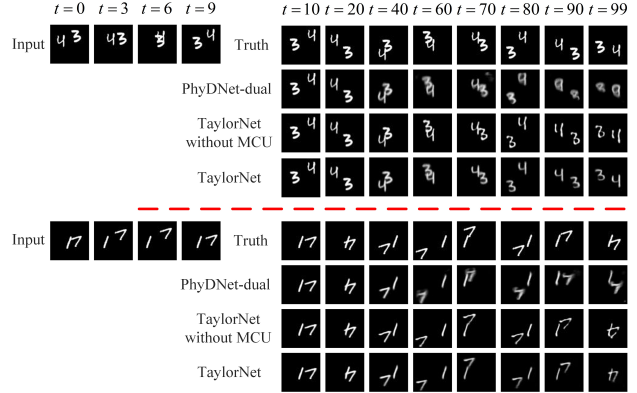 t = 0 t = 3 t = 6 t = 9 t = 10 t = 20 t = 40 t = 60 t = 70 t = 80 t = 90 t = 99
Input Truth
PhyDNet-dual
TaylorNet
without MCU
TaylorNet
Input Truth
PhyDNet-dual
TaylorNet
without MCU
TaylorNet